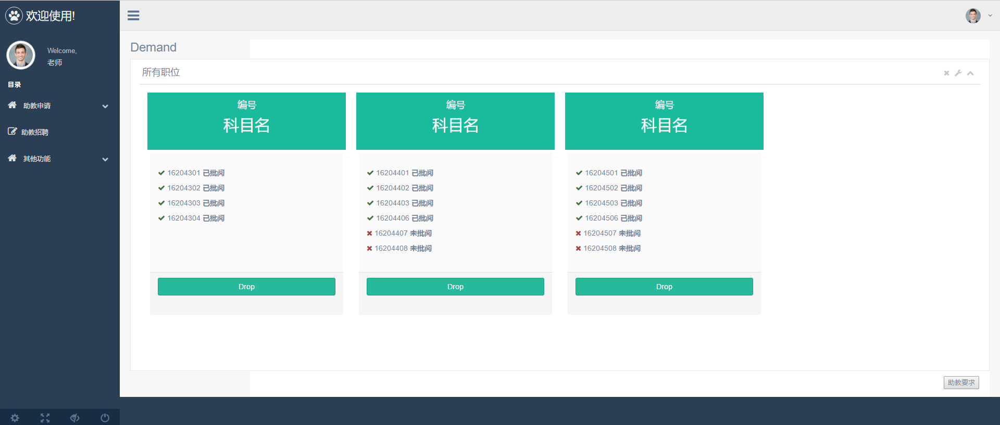 欢迎使用!
Welcome,
老师
目录
助教申请
助教招聘
其他功能
Demand
所有职位
编号
科目名
16204301 已批阅
16204302 已批阅
16204303 已批阅
16204304 已批阅
Drop
编号
科目名
16204401 已批阅
16204402 已批阅
16204403 已批阅
16204406 已批阅
16204407 未批阅
16204408 未批阅
Drop
编号
科目名
16204501 已批阅
16204502 已批阅
16204503 已批阅
16204506 已批阅
16204507 未批阅
16204508 未批阅
Drop
助教要求